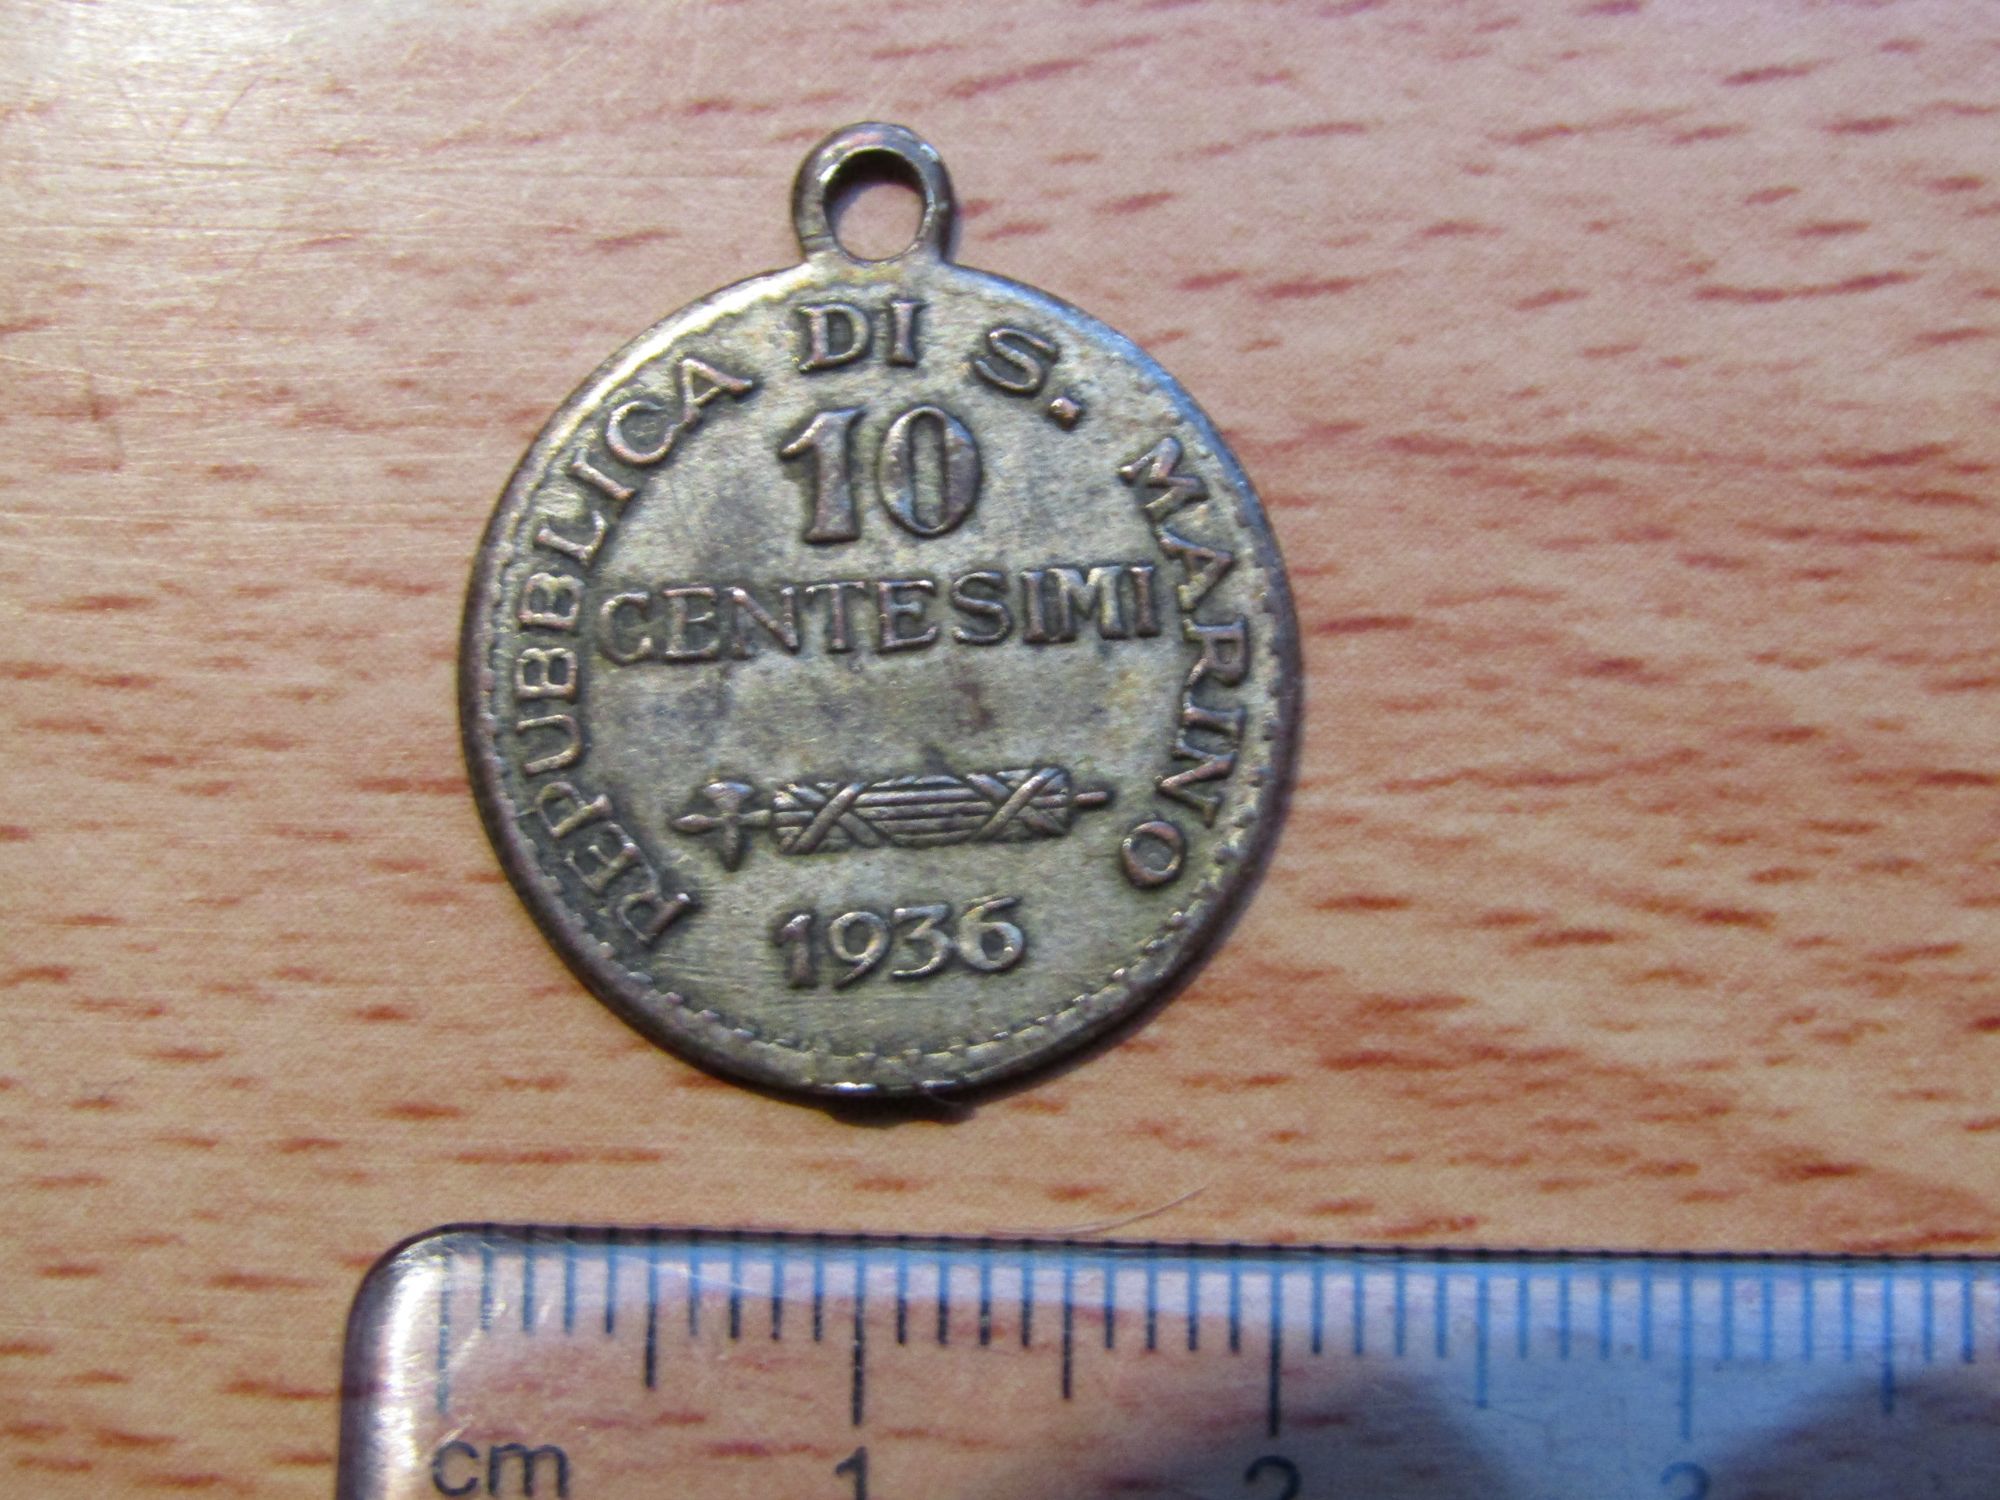 REPUBBLICA DI S. MARINO
10
CENTESIMI
1936
cm 1 2 3